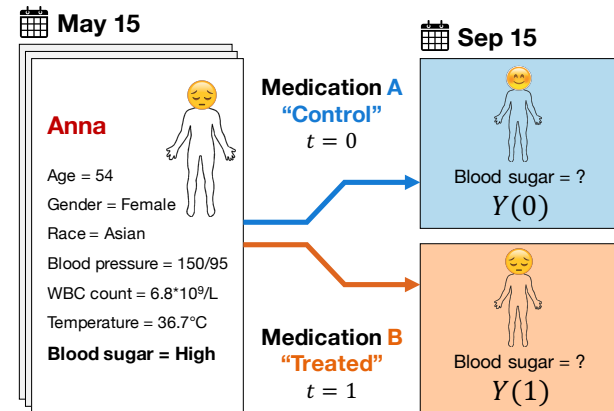 May 15
Anna
Age = 54
Gender = Female
Race = Asian
Blood pressure = 150/95
WBC count = 6.8*10⁹/L
Temperature = 36.7°C
Blood sugar = High
Medication A
“Control”
t = 0
Medication B
“Treated”
t = 1
Sep 15
Blood sugar = ?
Y(0)
Blood sugar = ?
Y(1)